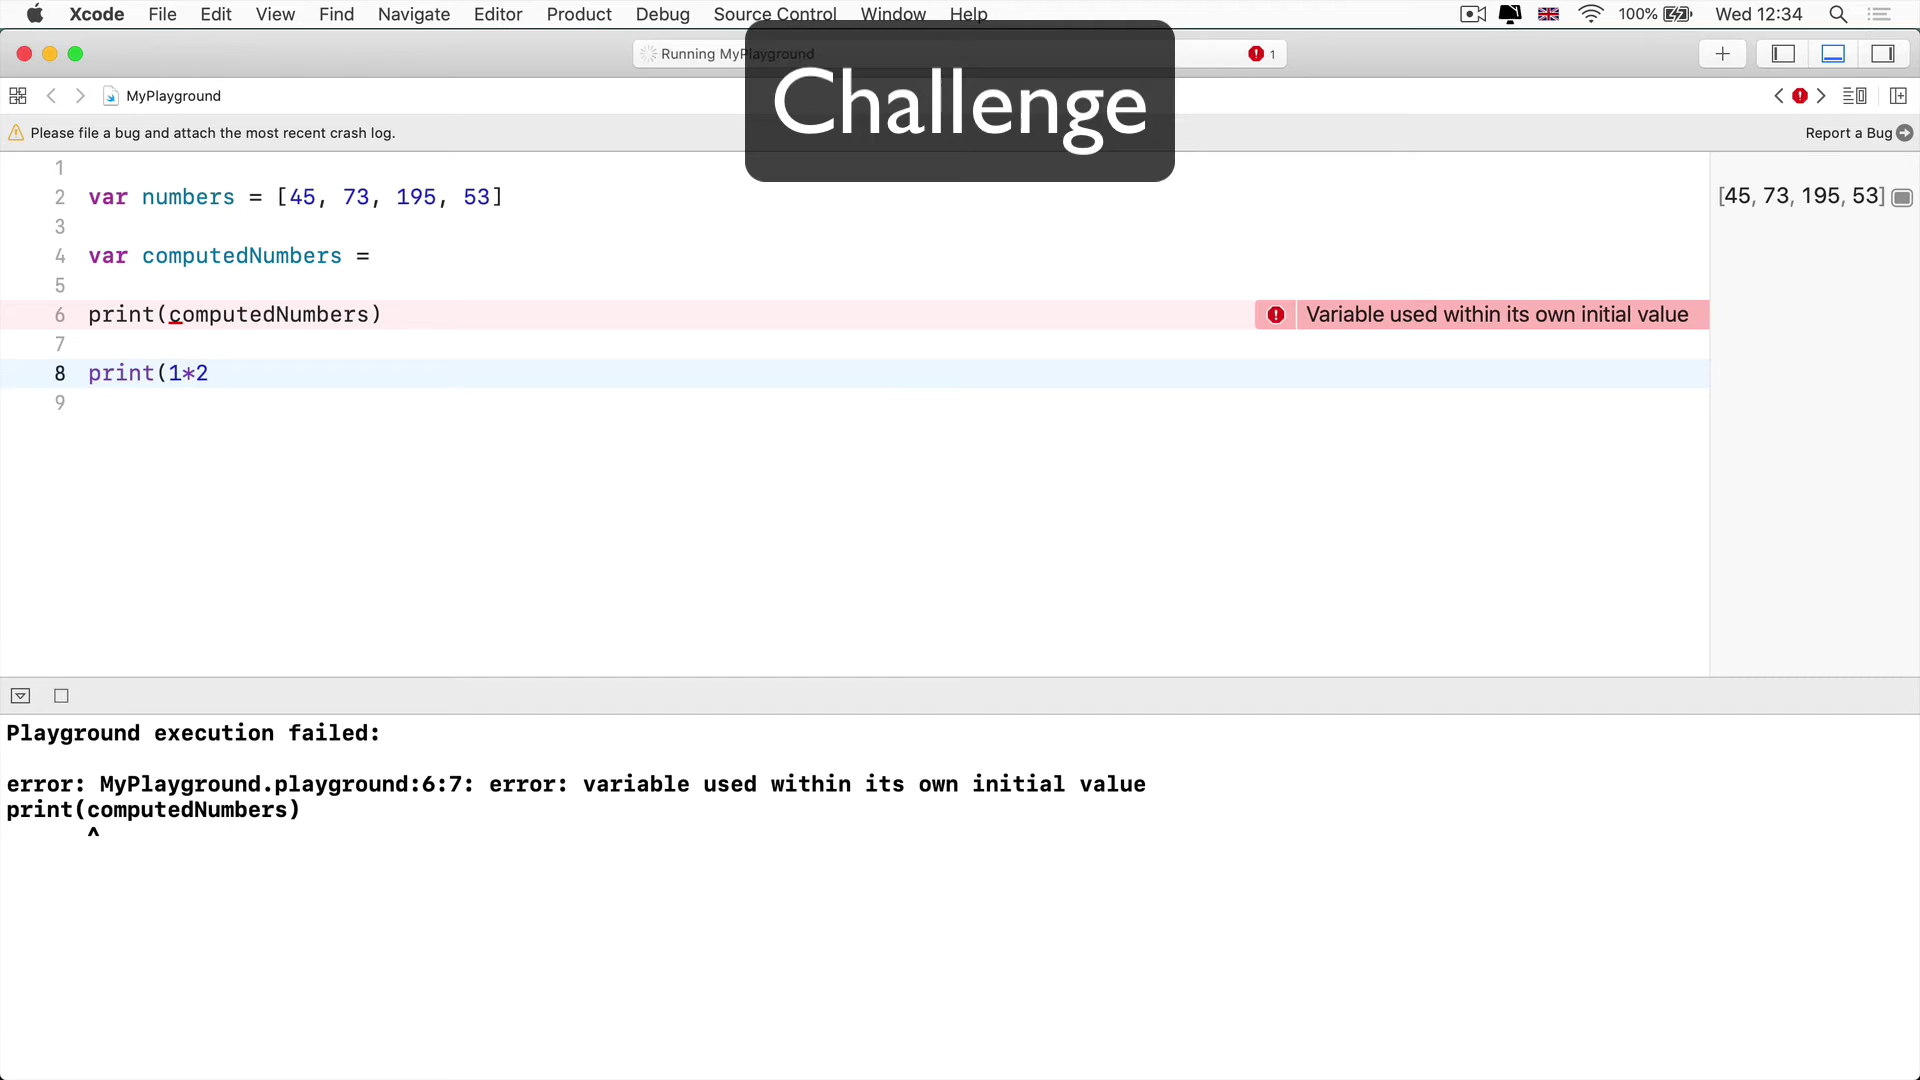 Xcode File Edit View Find Navigate Editor Product Debug Source Control Window Help 100% Wed 12:34
Running MyPlayground 1
Challenge
MyPlayground
Please file a bug and attach the most recent crash log. Report a Bug
1
2 var numbers = [45, 73, 195, 53] [45, 73, 195, 53]
3
4 var computedNumbers =
5
6 print(computedNumbers) Variable used within its own initial value
7
8 print(1*2
9
Playground execution failed:
error: MyPlayground.playground:6:7: error: variable used within its own initial value
print(computedNumbers)
^